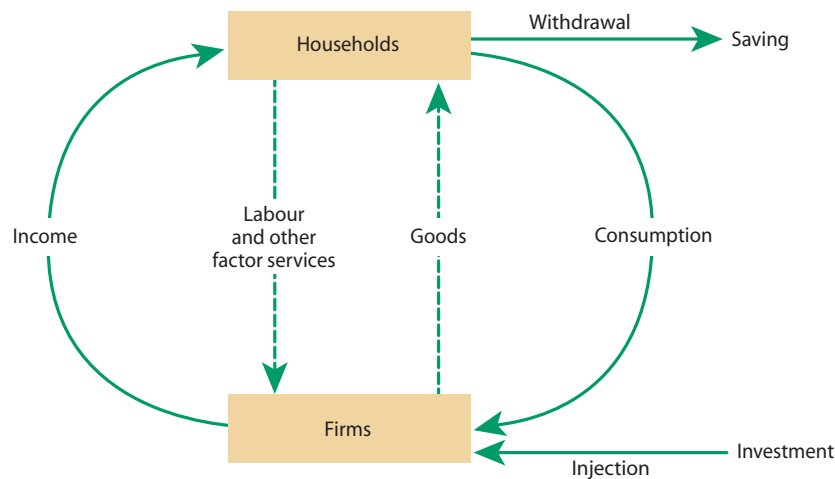 Withdrawal
Households
Saving
Income
Labour
and other
factor services
Goods
Consumption
Firms
Investment
Injection